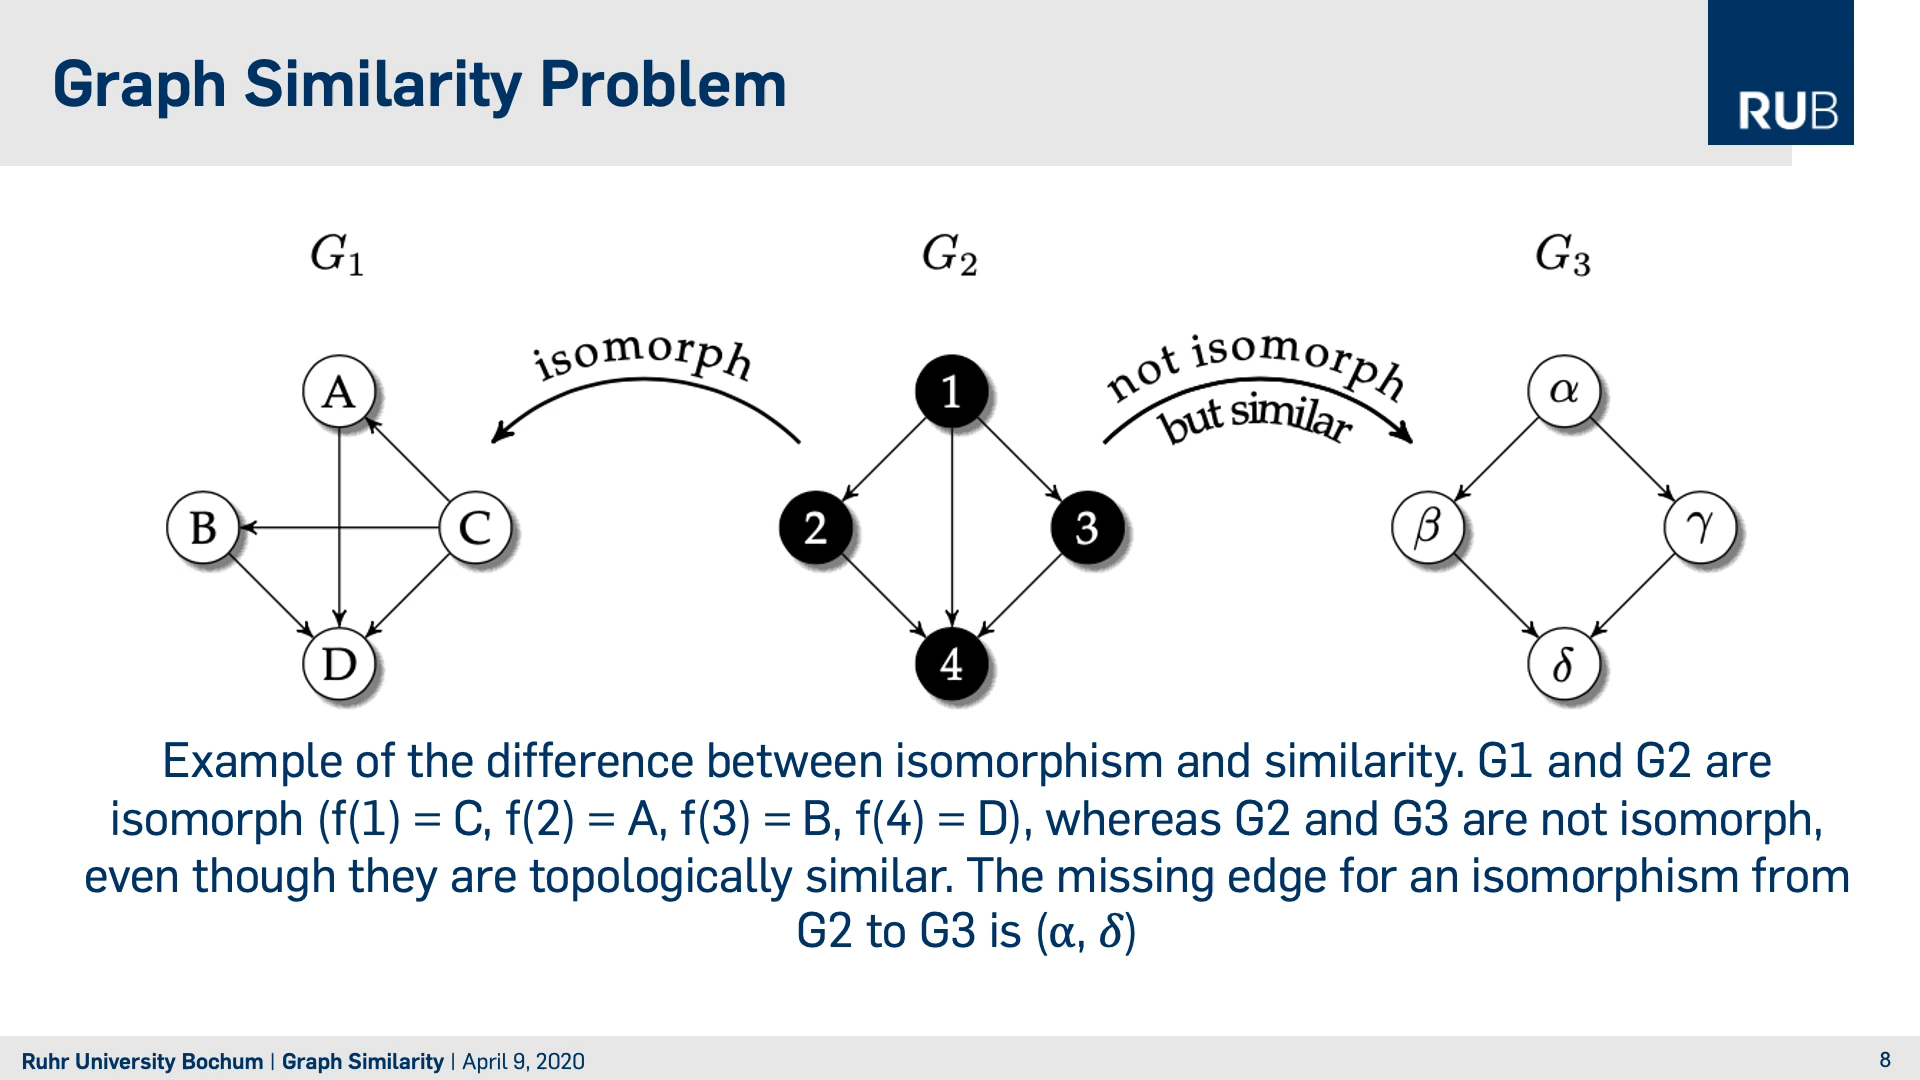 Graph Similarity Problem
RUB
G₁
G₂
G₃
isomorph
not isomorph
but similar
A
B
C
D
1
2
3
4
α
β
γ
δ
Example of the difference between isomorphism and similarity. G1 and G2 are
isomorph (f(1) = C, f(2) = A, f(3) = B, f(4) = D), whereas G2 and G3 are not isomorph,
even though they are topologically similar. The missing edge for an isomorphism from
G2 to G3 is (α, δ)
Ruhr University Bochum | Graph Similarity | April 9, 2020
8